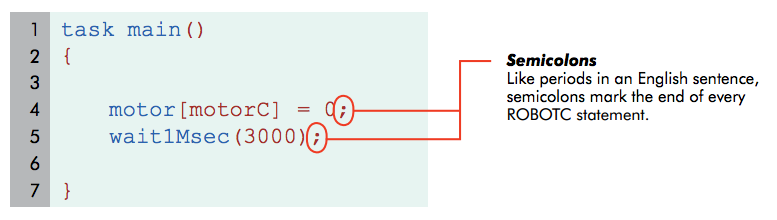 1 task main()
2 {
3
4 motor[motorC] = 0;
5 wait1Msec(3000);
6
7 }
Semicolons
Like periods in an English sentence,
semicolons mark the end of every
ROBOTC statement.